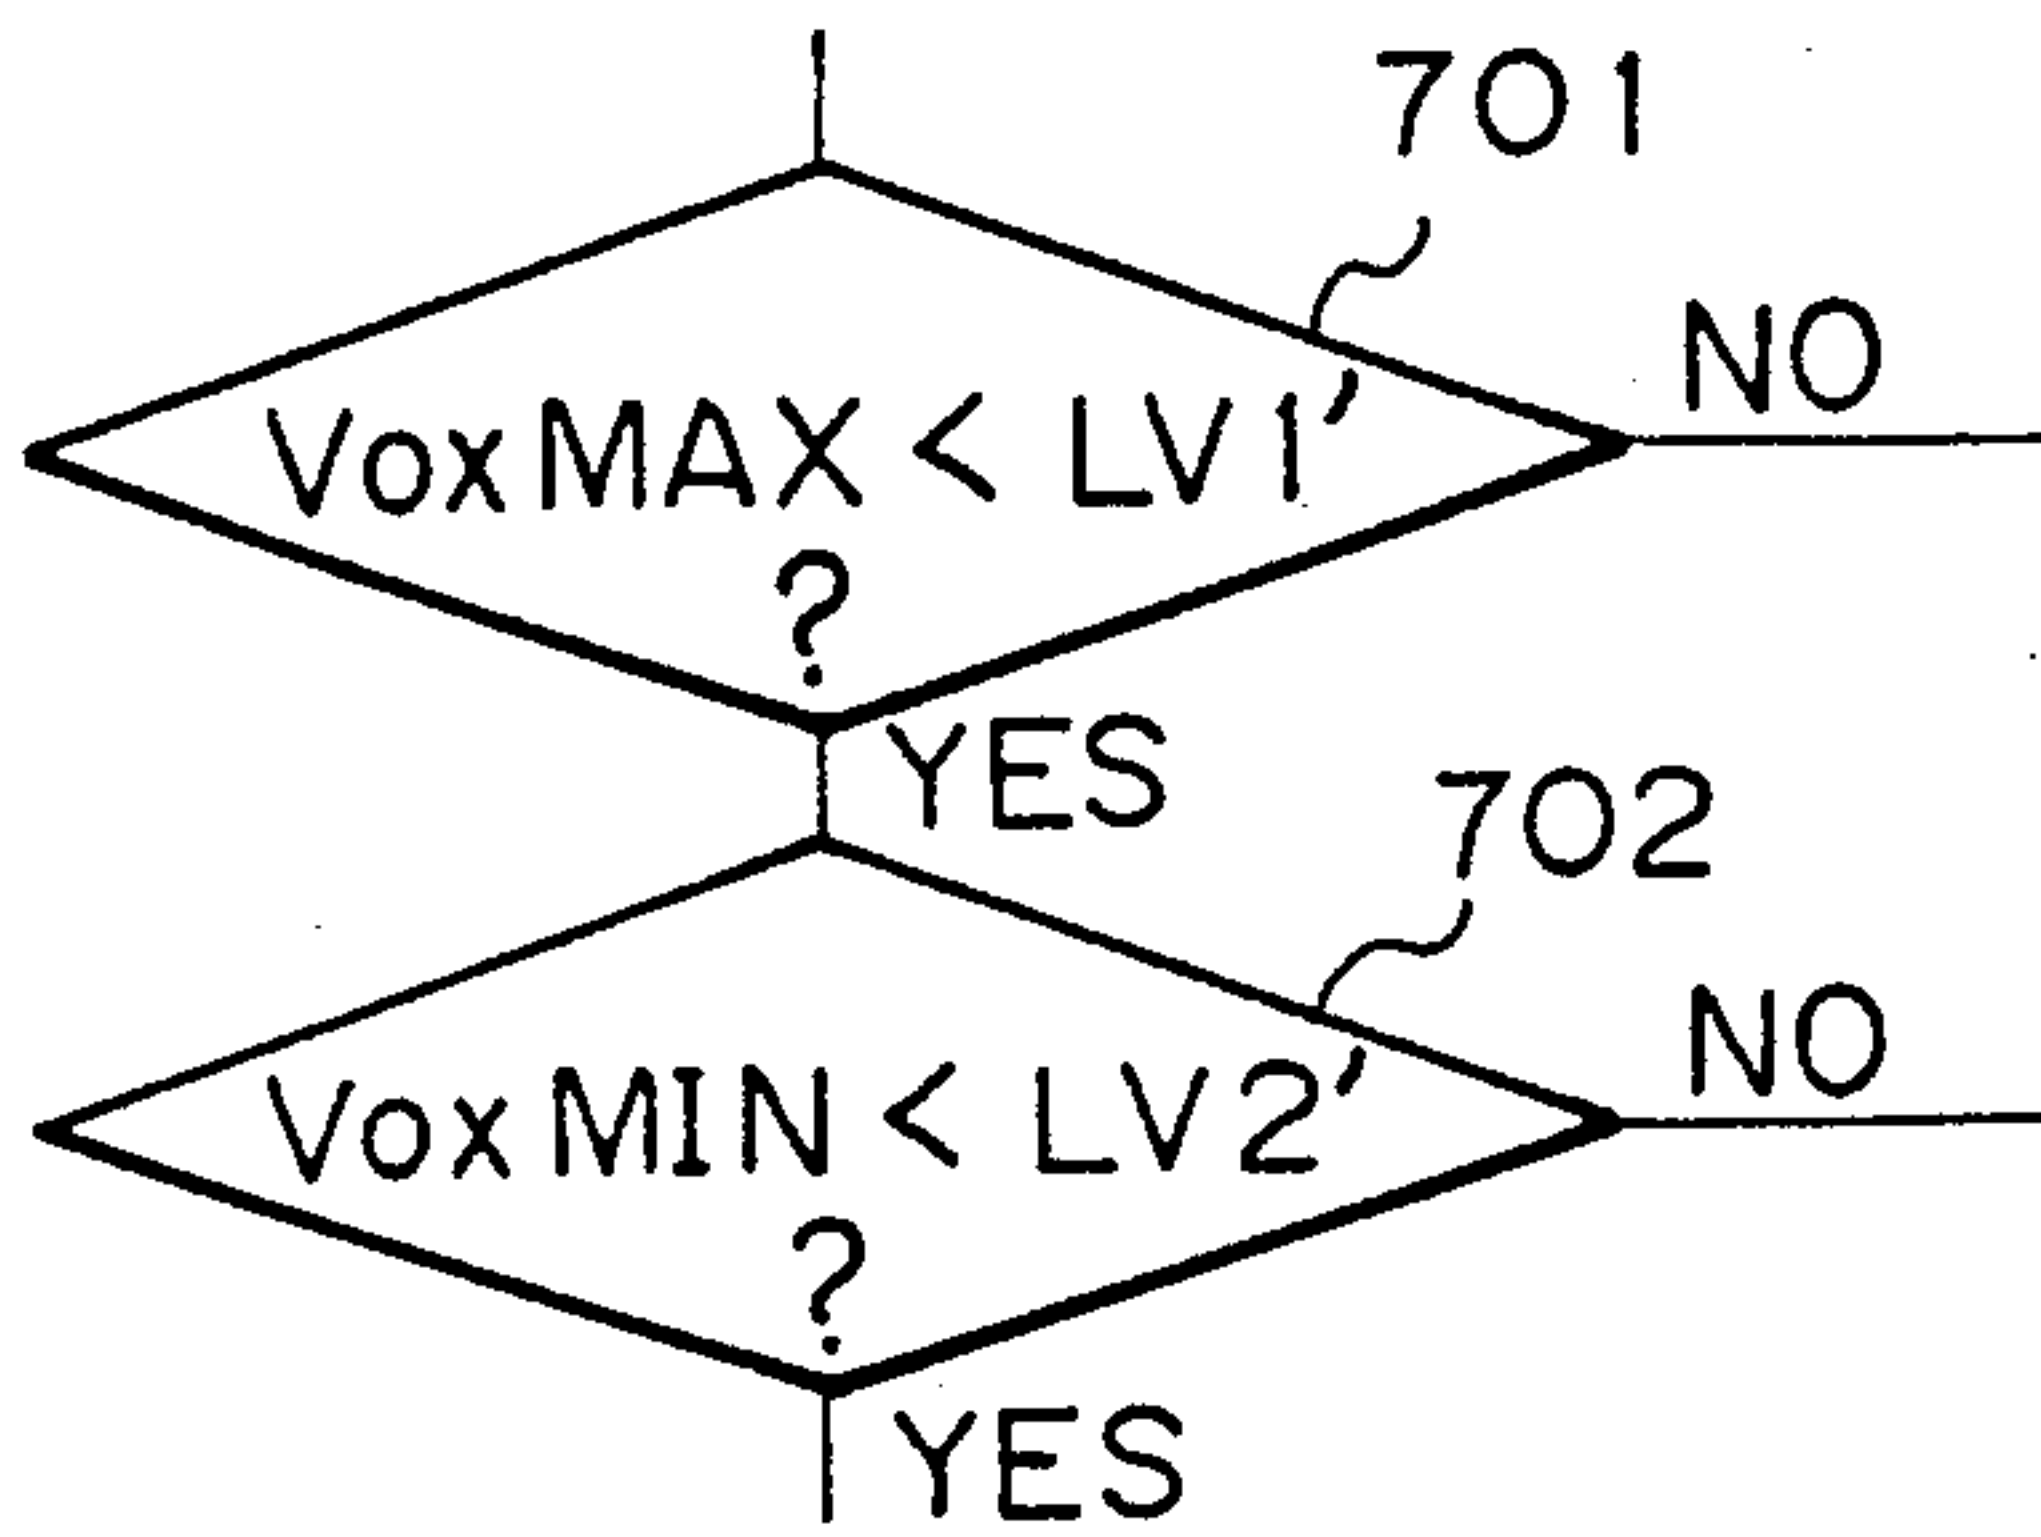 701
NO
VoxMAX < LV1'
?
YES
702
NO
VoxMIN < LV2'
?
YES